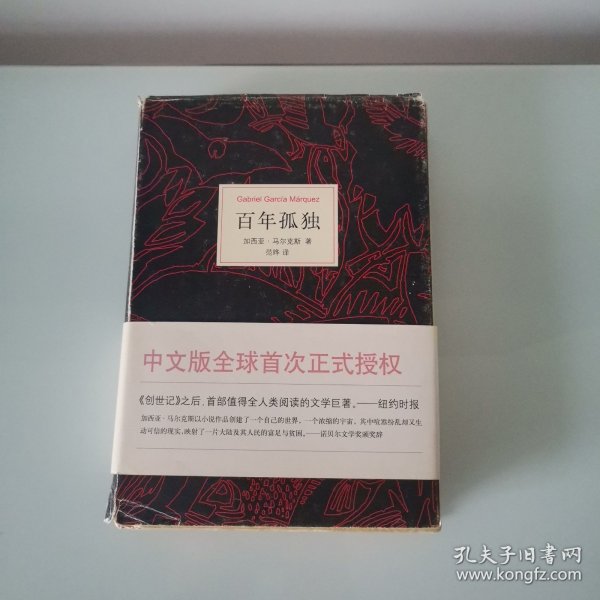 Gabriel García Márquez
百年孤独
加西亚·马尔克斯 著
范晔 译
中文版全球首次正式授权
《创世记》之后,首部值得全人类阅读的文学巨著。——纽约时报
加西亚·马尔克斯以小说作品创建了一个自己的世界,一个浓缩的宇宙,其中喧嚣纷乱却又生
动可信的现实,映射了一片大陆及其人民的富足与贫困。——诺贝尔文学奖颁奖辞
孔夫子旧书网
www.kongfz.com